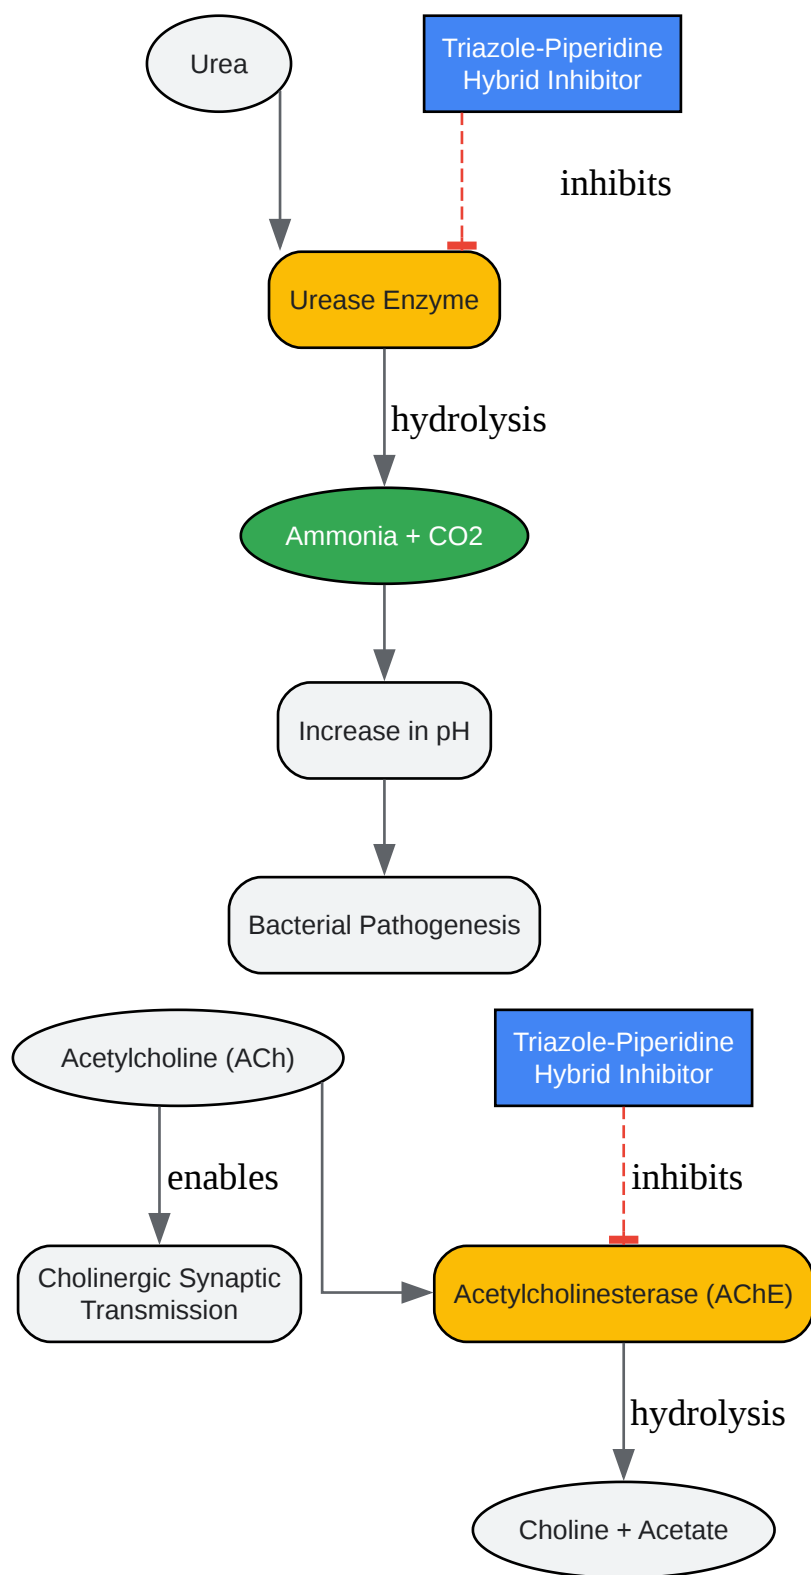 Urea
Triazole-Piperidine
Hybrid Inhibitor
inhibits
Urease Enzyme
hydrolysis
Ammonia + CO2
Increase in pH
Bacterial Pathogenesis
Acetylcholine (ACh)
Triazole-Piperidine
Hybrid Inhibitor
enables
inhibits
Cholinergic Synaptic
Transmission
Acetylcholinesterase (AChE)
hydrolysis
Choline + Acetate